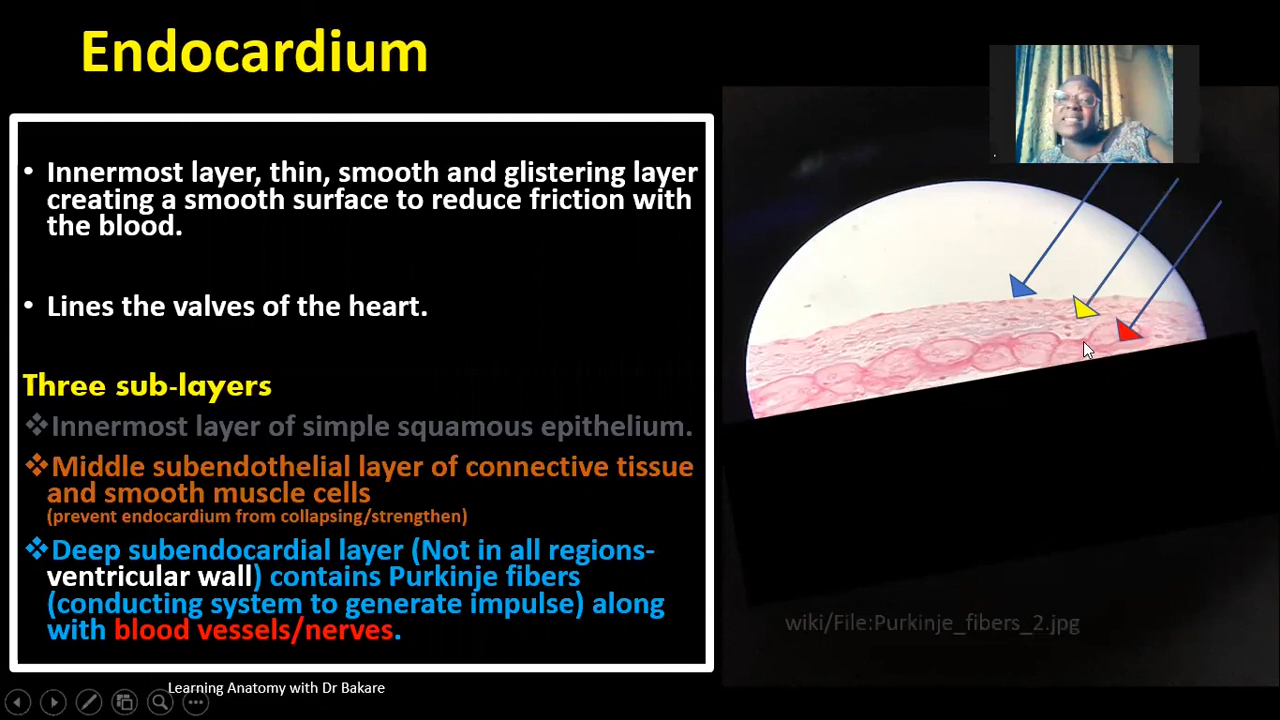 Endocardium
• Innermost layer, thin, smooth and glistering layer
creating a smooth surface to reduce friction with
the blood.
• Lines the valves of the heart.
Three sub-layers
❖Innermost layer of simple squamous epithelium.
❖Middle subendothelial layer of connective tissue
and smooth muscle cells
(prevent endocardium from collapsing/strengthen)
❖Deep subendocardial layer (Not in all regions-
ventricular wall) contains Purkinje fibers
(conducting system to generate impulse) along
with blood vessels/nerves.
wiki/File:Purkinje_fibers_2.jpg
Learning Anatomy with Dr Bakare